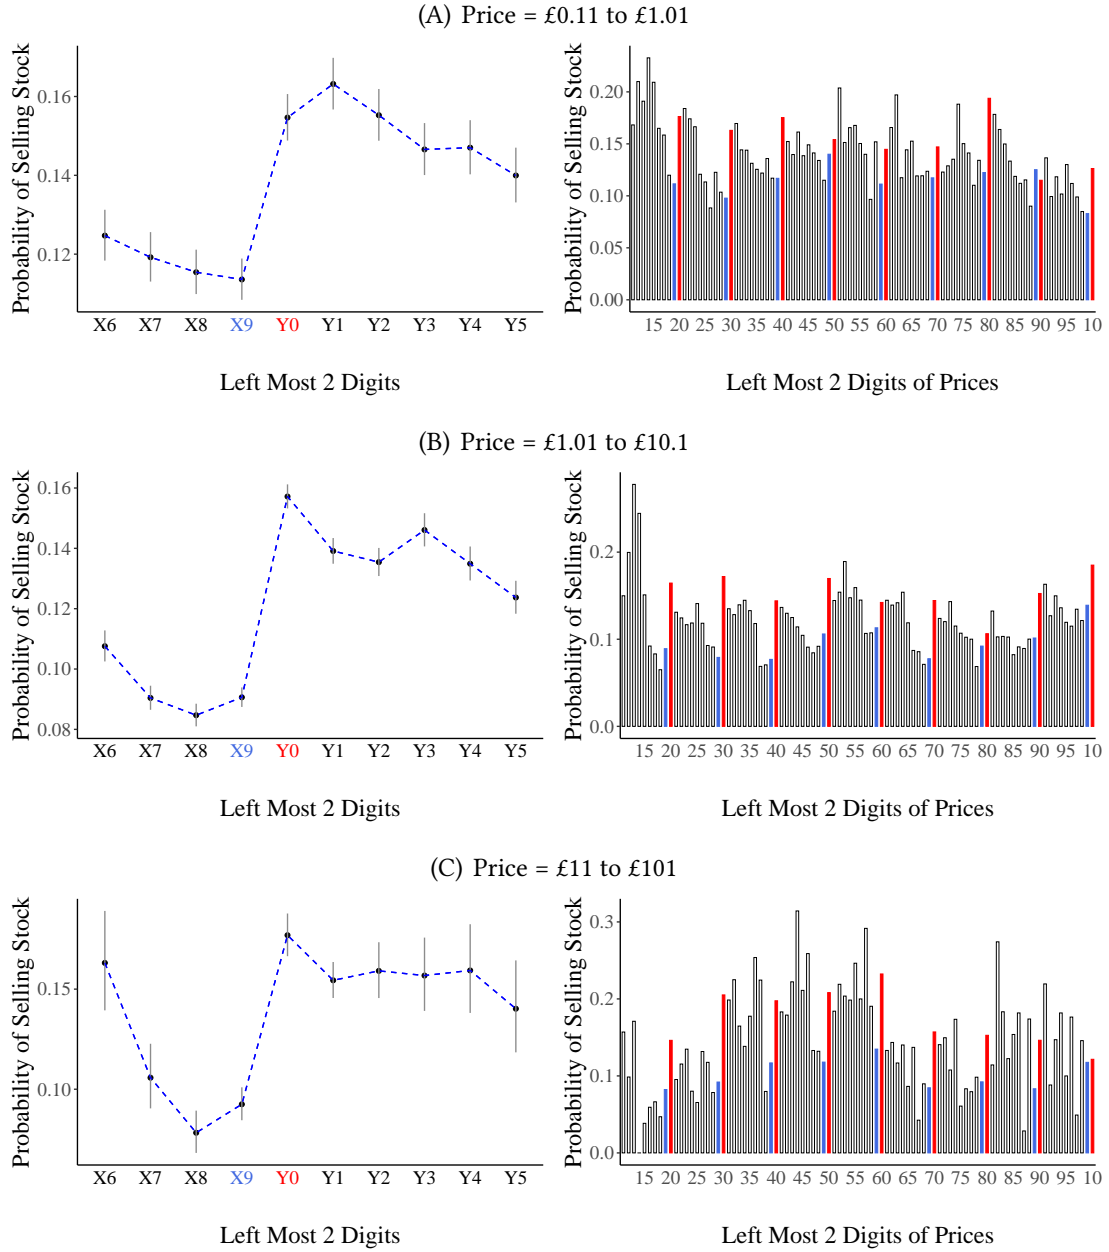 (A) Price = £0.11 to £1.01
Probability of Selling Stock
0.16
0.14
0.12
X6 X7 X8 X9 Y0 Y1 Y2 Y3 Y4 Y5
Left Most 2 Digits
Probability of Selling Stock
0.20
0.15
0.10
0.05
0.00
15 20 25 30 35 40 45 50 55 60 65 70 75 80 85 90 95 10
Left Most 2 Digits of Prices
(B) Price = £1.01 to £10.1
Probability of Selling Stock
0.16
0.14
0.12
0.10
0.08
X6 X7 X8 X9 Y0 Y1 Y2 Y3 Y4 Y5
Left Most 2 Digits
Probability of Selling Stock
0.2
0.1
0.0
15 20 25 30 35 40 45 50 55 60 65 70 75 80 85 90 95 10
Left Most 2 Digits of Prices
(C) Price = £11 to £101
Probability of Selling Stock
0.15
0.10
X6 X7 X8 X9 Y0 Y1 Y2 Y3 Y4 Y5
Left Most 2 Digits
Probability of Selling Stock
0.3
0.2
0.1
0.0
15 20 25 30 35 40 45 50 55 60 65 70 75 80 85 90 95 10
Left Most 2 Digits of Prices